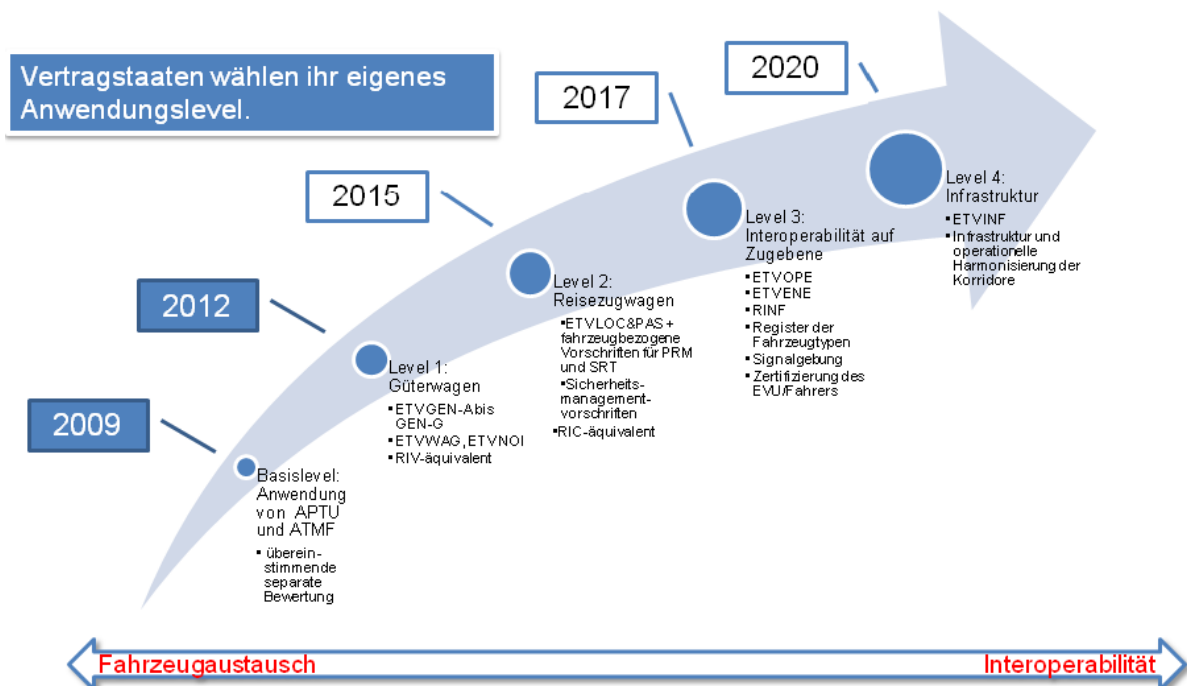 Vertragstaaten wählen ihr eigenes
Anwendungslevel.
2009
Basislevel:
Anwendung
von APTU
und ATMF
▪ überein-
stimmende
separate
Bewertung
2012
Level 1:
Güterwagen
▪ETVGEN-Abis
GEN-G
▪ETVWAG,ETVNOI
▪RIV-äquivalent
2015
Level 2:
Reisezugwagen
▪ETVLOC&PAS +
fahrzeugbezogene
Vorschriften für PRM
und SRT
▪Sicherheits-
management-
vorschriften
▪RIC-äquivalent
2017
Level 3:
Interoperabilität auf
Zugebene
▪ETVOPE
▪ETVENE
▪RINF
▪Register der
Fahrzeugtypen
▪Signalgebung
▪Zertifizierung des
EVU/Fahrers
2020
Level 4:
Infrastruktur
▪ETVINF
▪Infrastruktur und
operationelle
Harmonisierung der
Korridore
Fahrzeugaustausch
Interoperabilität